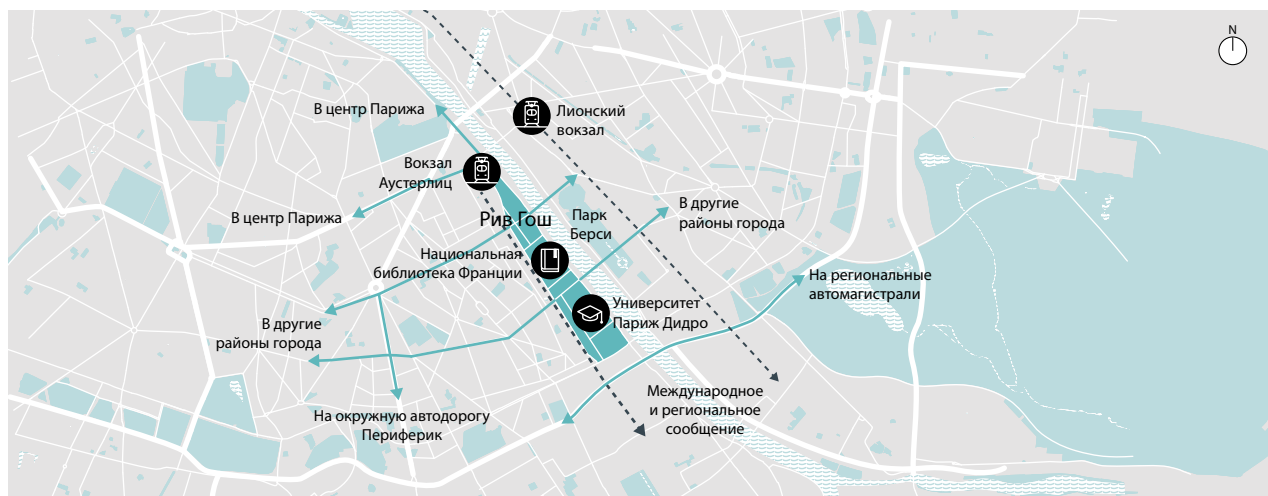 N
В центр Парижа
Лионский
вокзал
Вокзал
Аустерлиц
В центр Парижа
Рив Гош
Парк
Берси
В другие
районы города
Национальная
библиотека Франции
На региональные
автомагистрали
Университет
Париж Дидро
В другие
районы города
Международное
и региональное
сообщение
На окружную автодорогу
Периферик